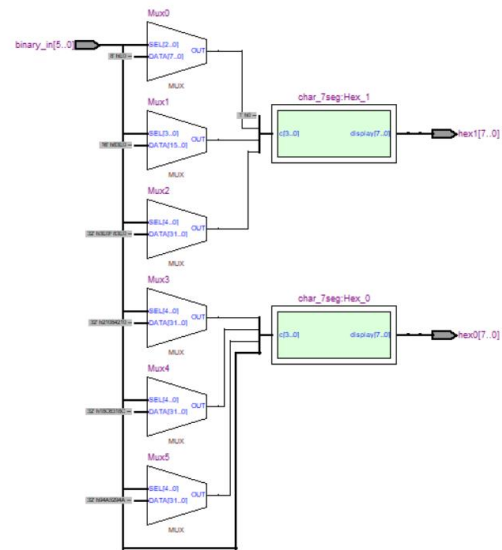 Mux0
binary_in[5..0]
SEL[2..0]
DATA[7..0]
OUT
MUX
Mux1
SEL[3..0]
DATA[15..0]
OUT
MUX
char_7seg:Hex_1
c[3..0]
display[7..0]
hex1[7..0]
Mux2
SEL[4..0]
DATA[31..0]
OUT
MUX
Mux3
SEL[4..0]
DATA[31..0]
OUT
MUX
char_7seg:Hex_0
c[3..0]
display[7..0]
hex0[7..0]
Mux4
SEL[4..0]
DATA[31..0]
OUT
MUX
Mux5
SEL[4..0]
DATA[31..0]
OUT
MUX